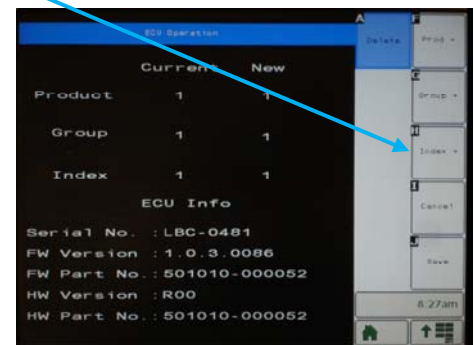 ECU Operation
Current New
Product 1 1
Group 1 1
Index 1 1
ECU Info
Serial No. :LBC-0481
FW Version :1.0.3.0086
FW Part No.:501010-000052
HW Version :R00
HW Part No.:501010-000052
A
Delete
F
Prod +
G
Group +
H
Index +
I
Cancel
J
Save
8:27am